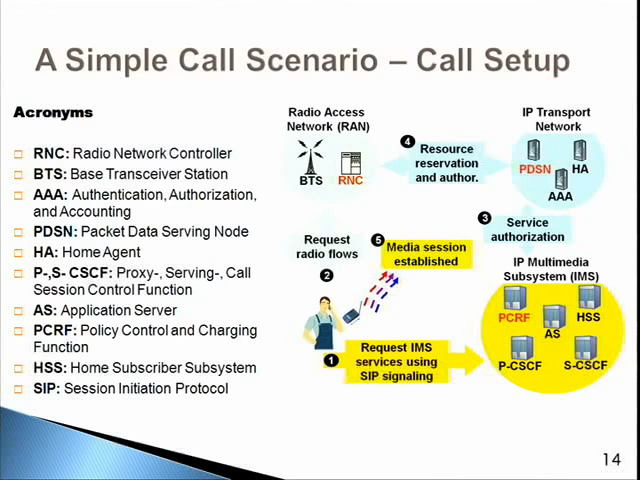 A Simple Call Scenario – Call Setup
Acronyms
RNC: Radio Network Controller
BTS: Base Transceiver Station
AAA: Authentication, Authorization,
and Accounting
PDSN: Packet Data Serving Node
HA: Home Agent
P-,S- CSCF: Proxy-, Serving-, Call
Session Control Function
AS: Application Server
PCRF: Policy Control and Charging
Function
HSS: Home Subscriber Subsystem
SIP: Session Initiation Protocol
Radio Access
Network (RAN)
BTS
RNC
4
Resource
reservation
and author.
IP Transport
Network
PDSN
HA
AAA
3
Service
authorization
Request
radio flows
2
5
Media session
established
IP Multimedia
Subsystem (IMS)
PCRF
HSS
AS
P-CSCF
S-CSCF
1
Request IMS
services using
SIP signaling
14